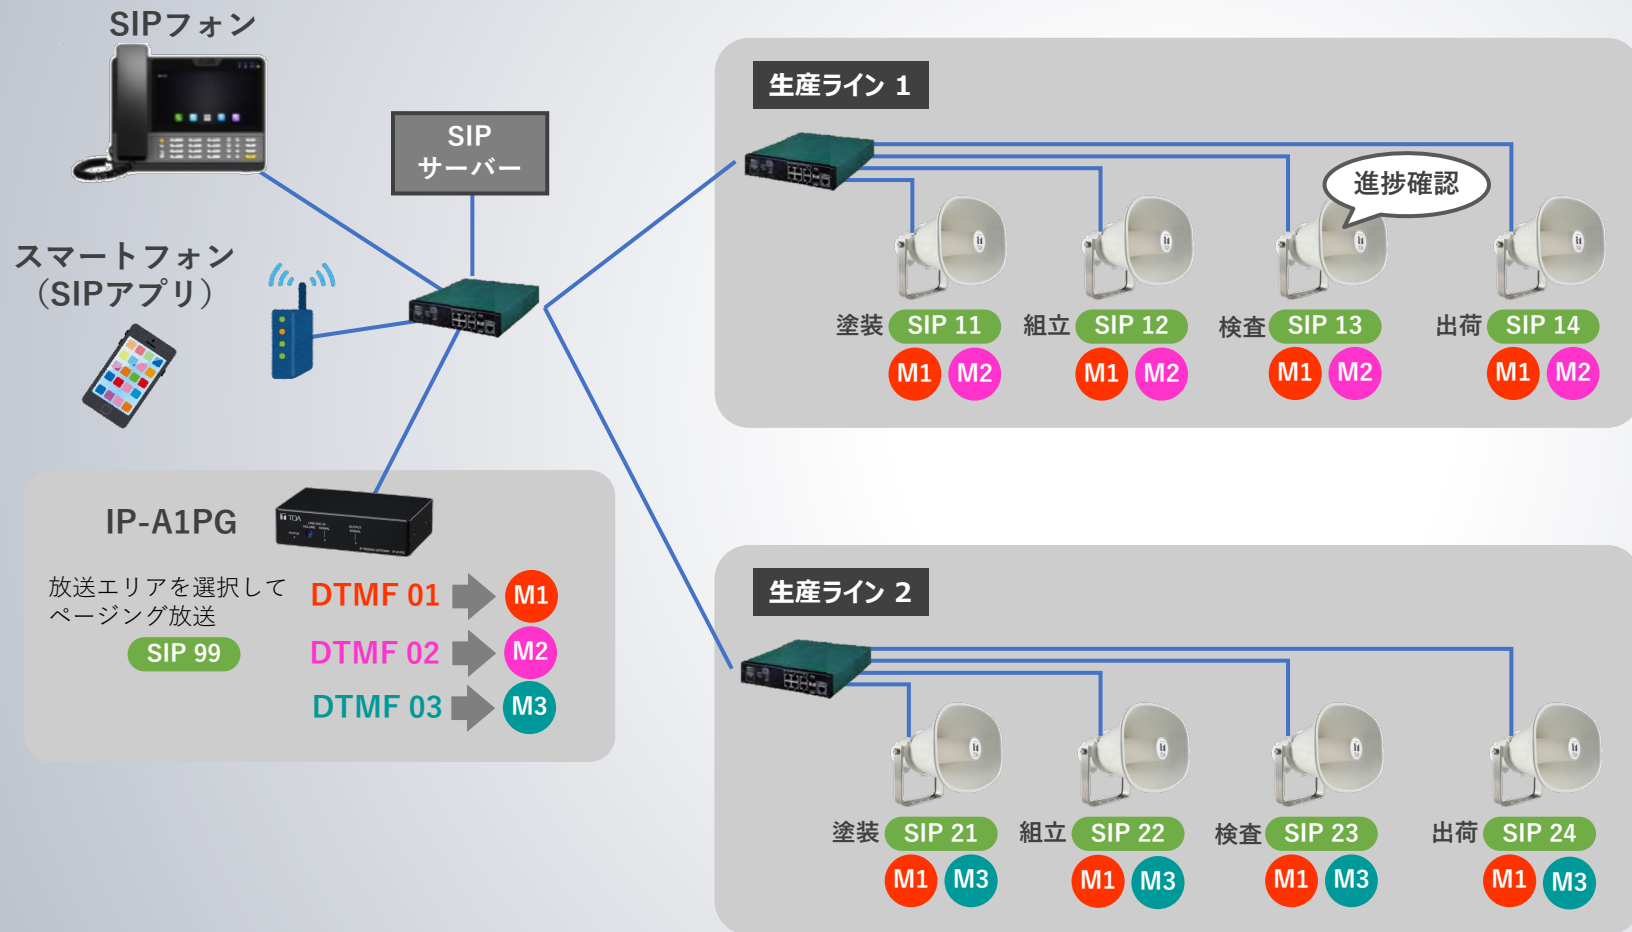 SIPフォン
SIP
サーバー
スマートフォン
（SIPアプリ）
IP-A1PG
TOA
放送エリアを選択して
ページング放送
SIP 99
DTMF 01 M1
DTMF 02 M2
DTMF 03 M3
生産ライン 1
進捗確認
塗装 SIP 11 組立 SIP 12 検査 SIP 13 出荷 SIP 14
M1 M2 M1 M2 M1 M2 M1 M2
生産ライン 2
塗装 SIP 21 組立 SIP 22 検査 SIP 23 出荷 SIP 24
M1 M3 M1 M3 M1 M3 M1 M3